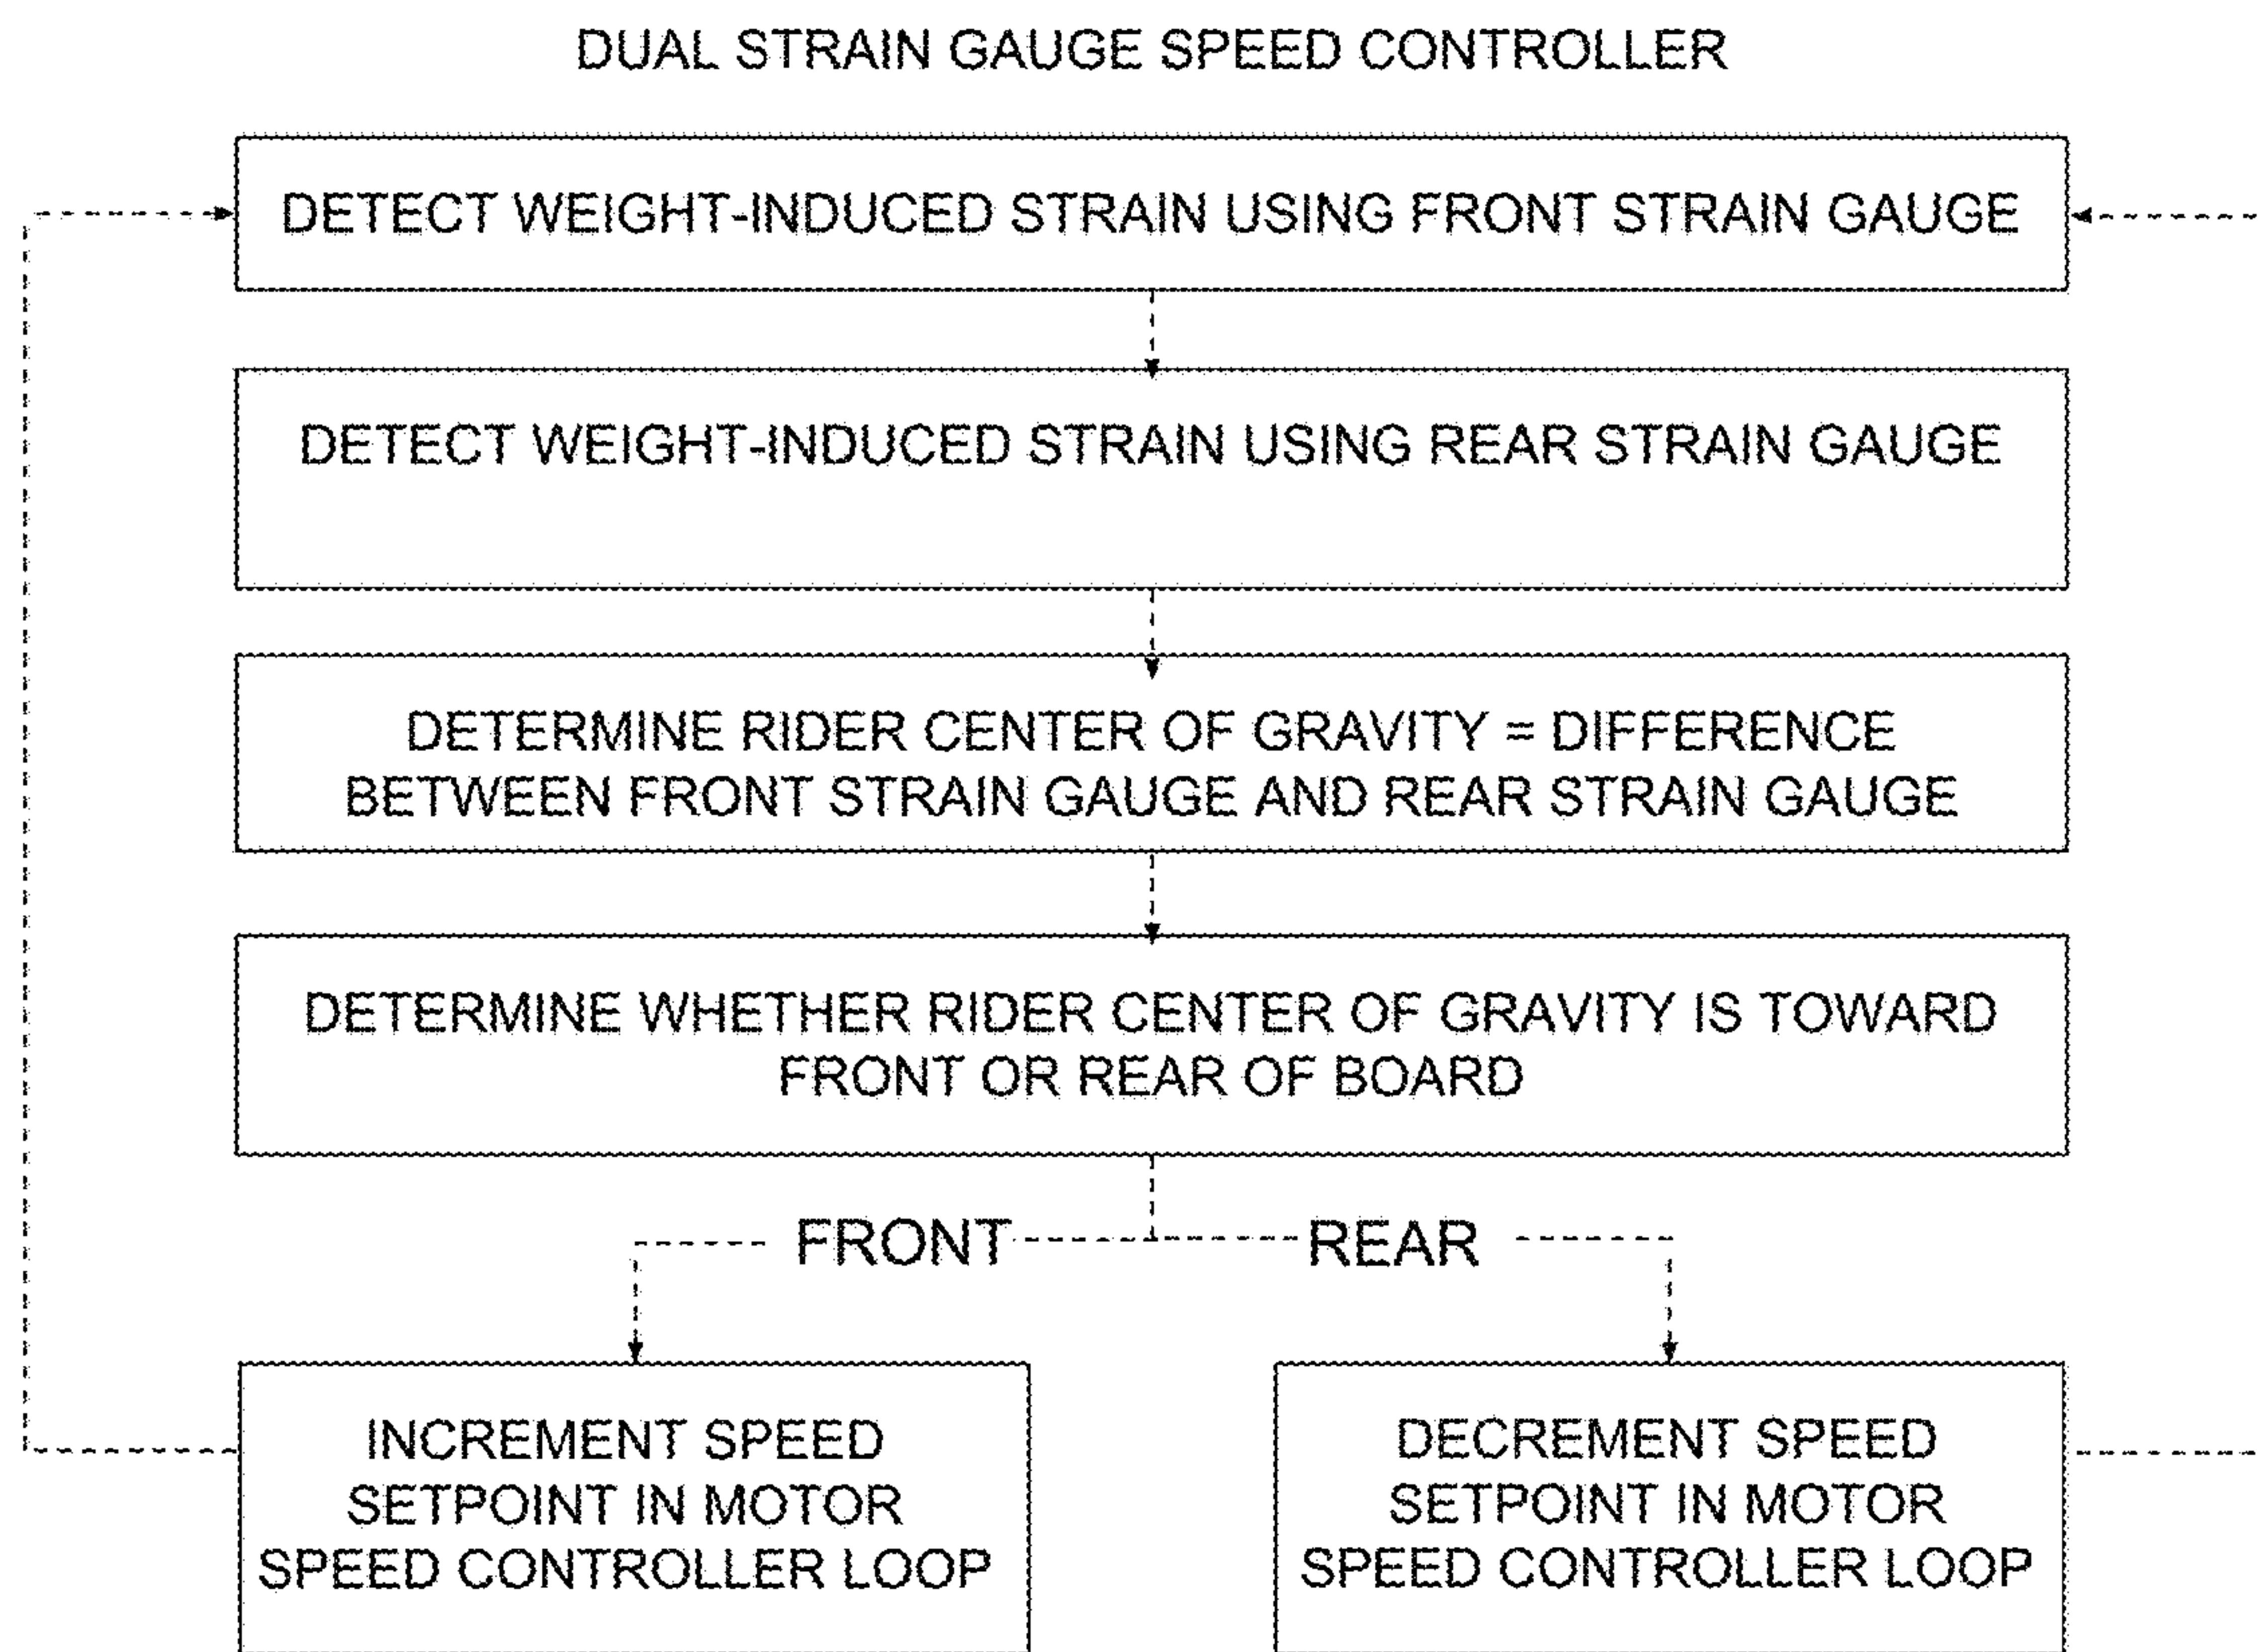 DUAL STRAIN GAUGE SPEED CONTROLLER
DETECT WEIGHT-INDUCED STRAIN USING FRONT STRAIN GAUGE
DETECT WEIGHT-INDUCED STRAIN USING REAR STRAIN GAUGE
DETERMINE RIDER CENTER OF GRAVITY = DIFFERENCE
BETWEEN FRONT STRAIN GAUGE AND REAR STRAIN GAUGE
DETERMINE WHETHER RIDER CENTER OF GRAVITY IS TOWARD
FRONT OR REAR OF BOARD
FRONT
REAR
INCREMENT SPEED
SETPOINT IN MOTOR
SPEED CONTROLLER LOOP
DECREMENT SPEED
SETPOINT IN MOTOR
SPEED CONTROLLER LOOP